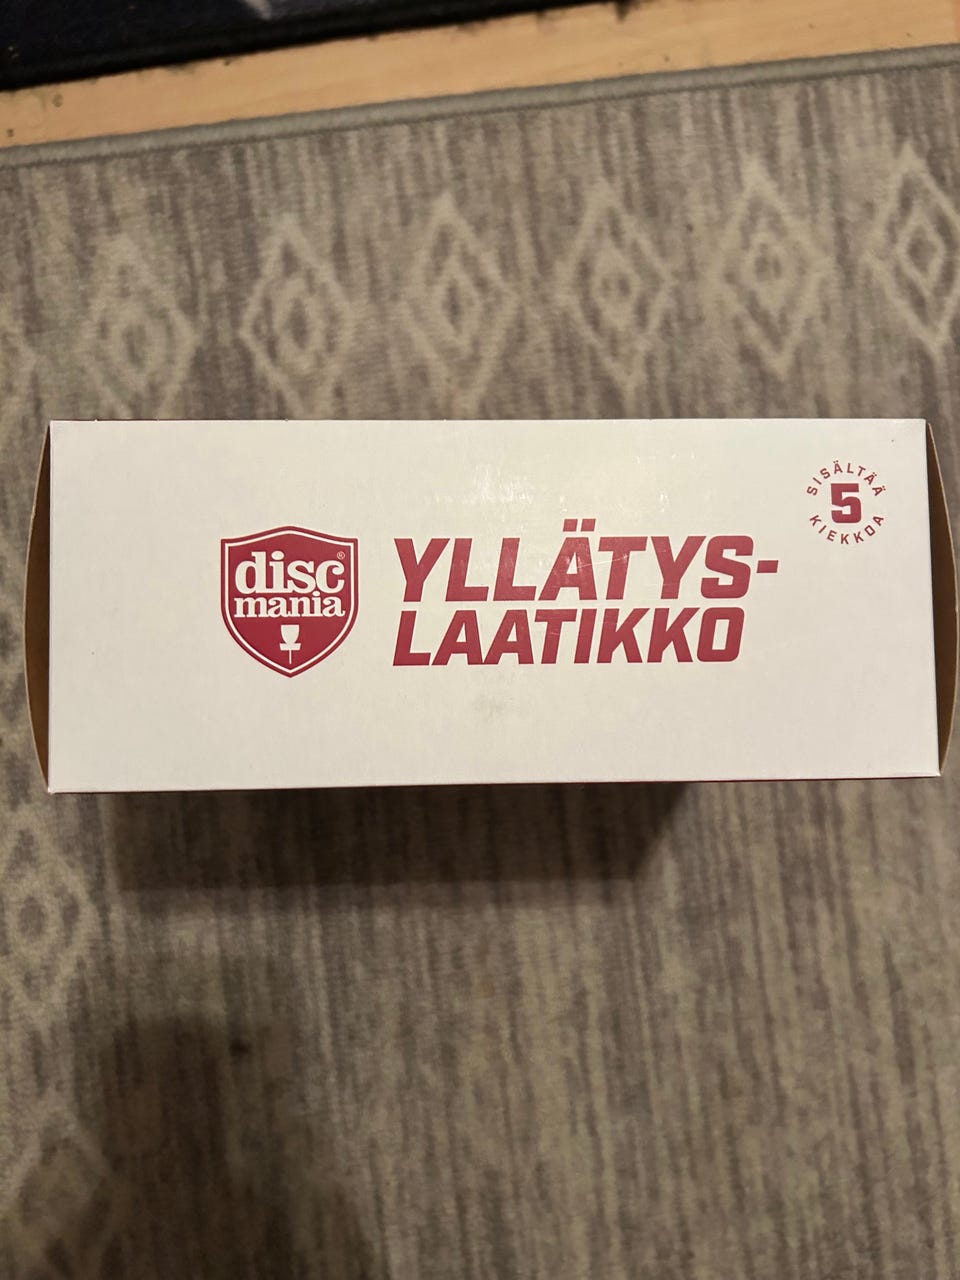 disc®
mania
YLLÄTYS-
LAATIKKO
SISÄLTÄÄ
5
KIEKKOA